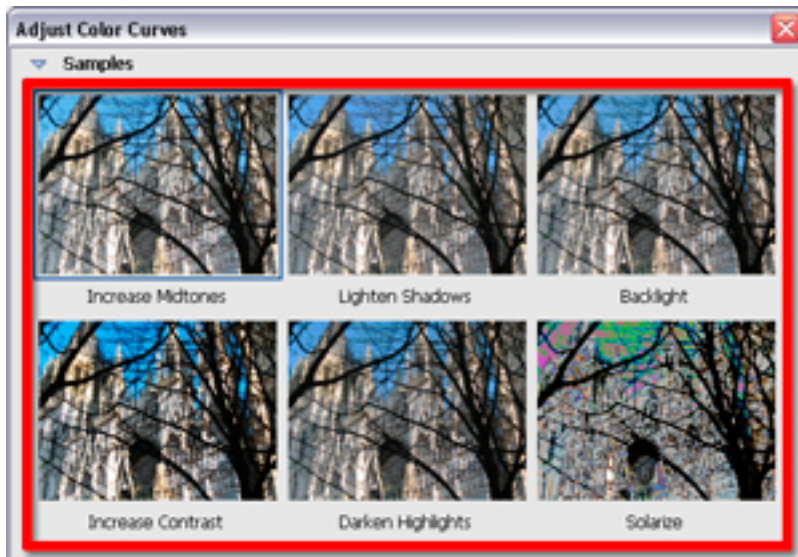 Adjust Color Curves
Samples
Increase Midtones
Lighten Shadows
Backlight
Increase Contrast
Darken Highlights
Solarize